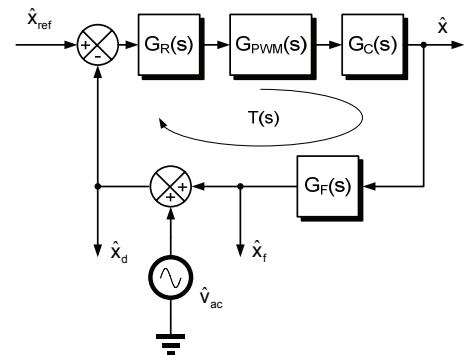 x̂ref
x̂
+
-
GR(s)
GPWM(s)
GC(s)
T(s)
GF(s)
+
+
x̂d
x̂f
v̂ac